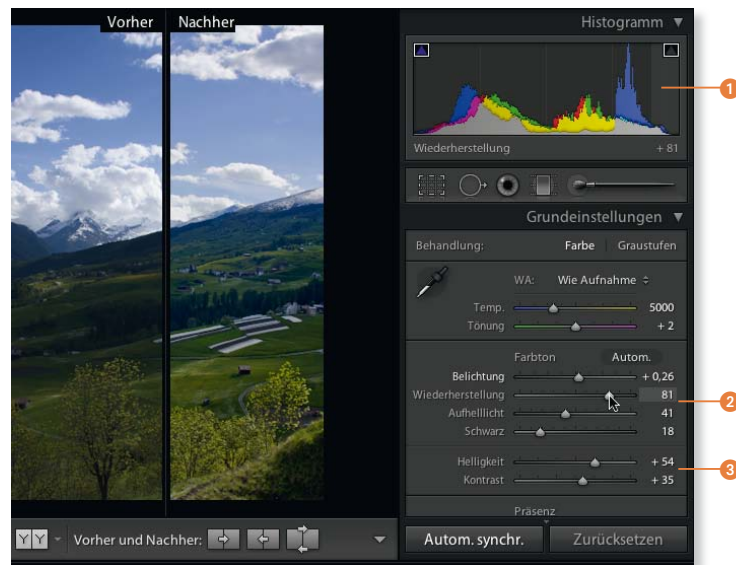 Vorher Nachher
Histogramm
Wiederherstellung + 81
1
Grundeinstellungen
Behandlung: Farbe Graustufen
WA: Wie Aufnahme
Temp. 5000
Tönung + 2
Farbton Autom.
Belichtung + 0,26
Wiederherstellung 81
2
Aufhelllicht 41
Schwarz 18
Helligkeit + 54
3
Kontrast + 35
Präsenz
Y Y Vorher und Nachher:
Autom. synchr. Zurücksetzen